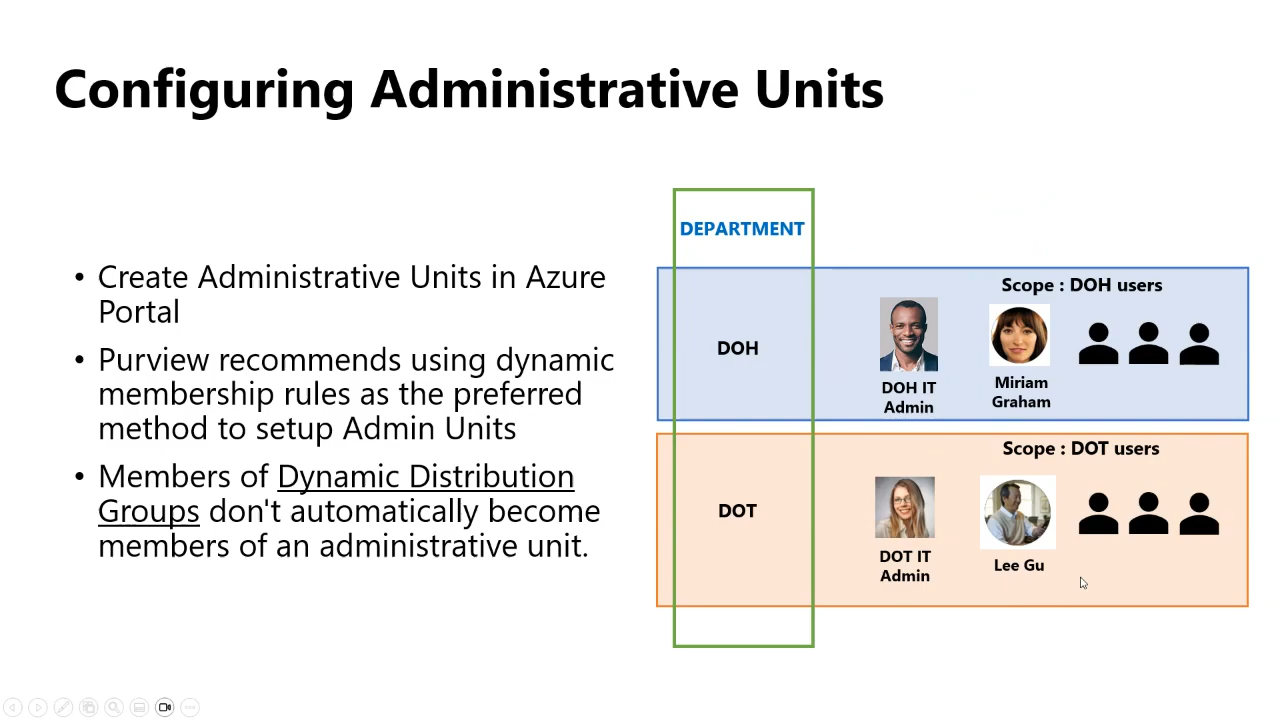 Configuring Administrative Units
• Create Administrative Units in Azure
Portal
• Purview recommends using dynamic
membership rules as the preferred
method to setup Admin Units
• Members of Dynamic Distribution
Groups don't automatically become
members of an administrative unit.
DEPARTMENT
Scope : DOH users
DOH
DOH IT
Admin
Miriam
Graham
Scope : DOT users
DOT
DOT IT
Admin
Lee Gu